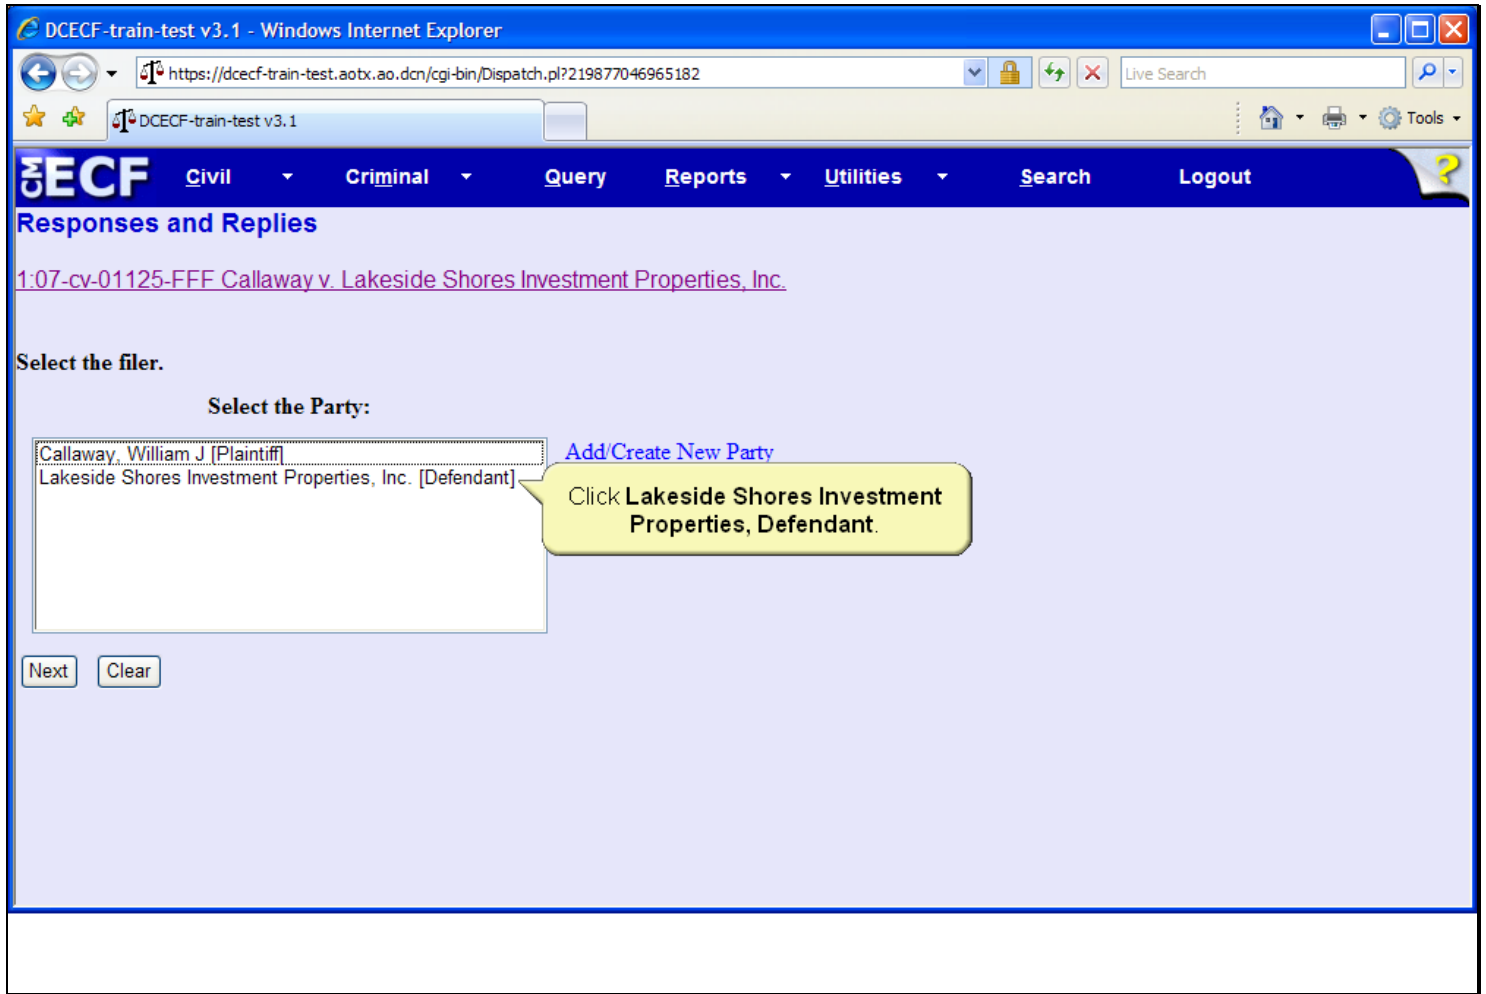 DCECF-train-test v3.1 - Windows Internet Explorer
https://dcecf-train-test.aotx.ao.dcn/cgi-bin/Dispatch.pl?219877046965182
Live Search
DCECF-train-test v3.1
Tools
CM ECF Civil Criminal Query Reports Utilities Search Logout ?
Responses and Replies
1:07-cv-01125-FFF Callaway v. Lakeside Shores Investment Properties, Inc.
Select the filer.
Select the Party:
Callaway, William J [Plaintiff]
Add/Create New Party
Lakeside Shores Investment Properties, Inc. [Defendant]
Click Lakeside Shores Investment
Properties, Defendant.
Next Clear